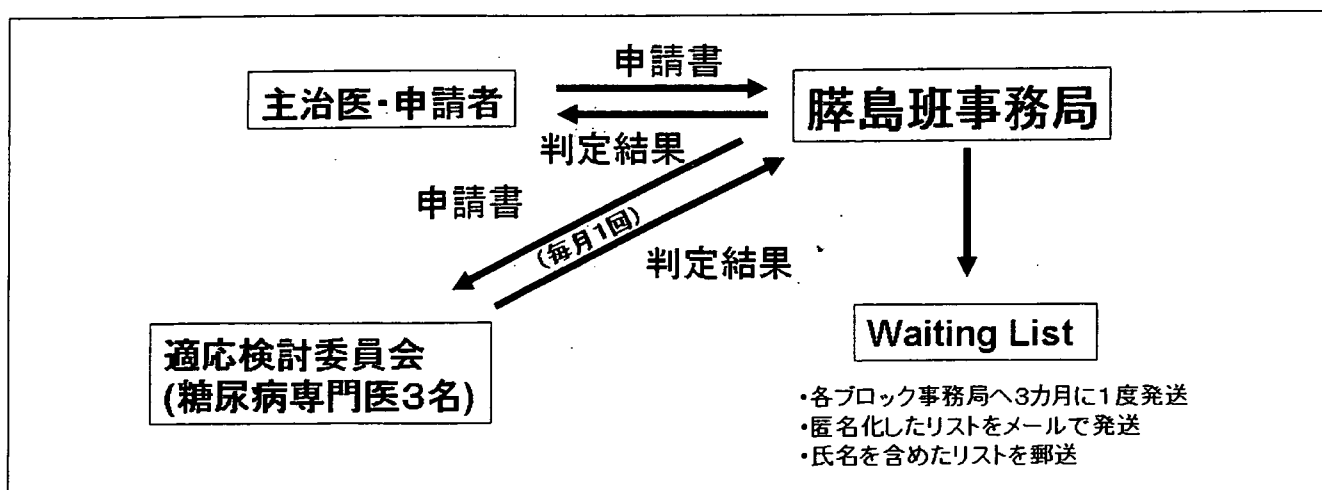 申請書
主治医・申請者
膵島班事務局
判定結果
申請書
(毎月1回)
判定結果
適応検討委員会
(糖尿病専門医3名)
Waiting List
・各ブロック事務局へ3カ月に1度発送
・匿名化したリストをメールで発送
・氏名を含めたリストを郵送